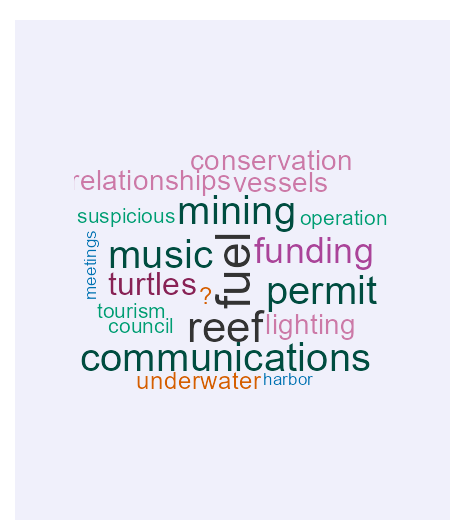 conservation
relationships vessels
suspicious mining operation
meetings
music fuel funding
turtles ? permit
tourism
council reef lighting
communications
underwater harbor